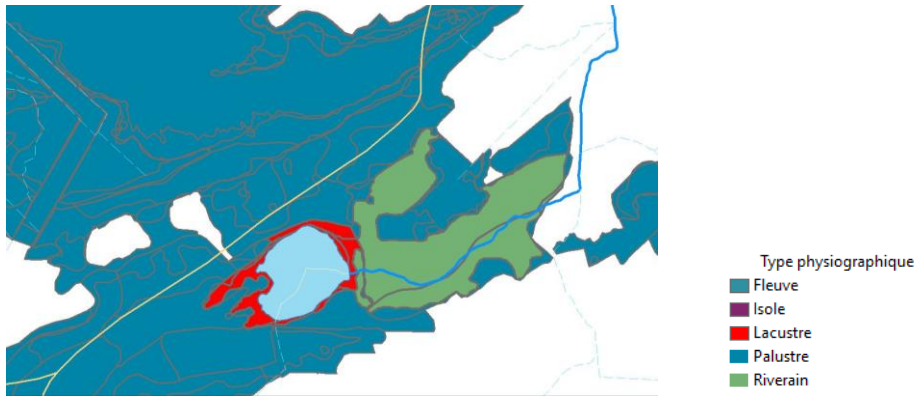 Type physiographique
Fleuve
Isole
Lacustre
Palustre
Riverain